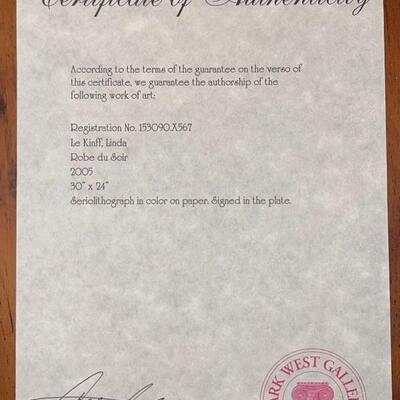 Certificate of Authenticity
According to the terms of the guarantee on the verso of
this certificate, we guarantee the authorship of the
following work of art:
Registration No. 153090.X567
Le Kinff, Linda
Robe du Soir
2005
30" x 24"
Seriolithograph in color on paper. Signed in the plate.
ARK WEST GALLE